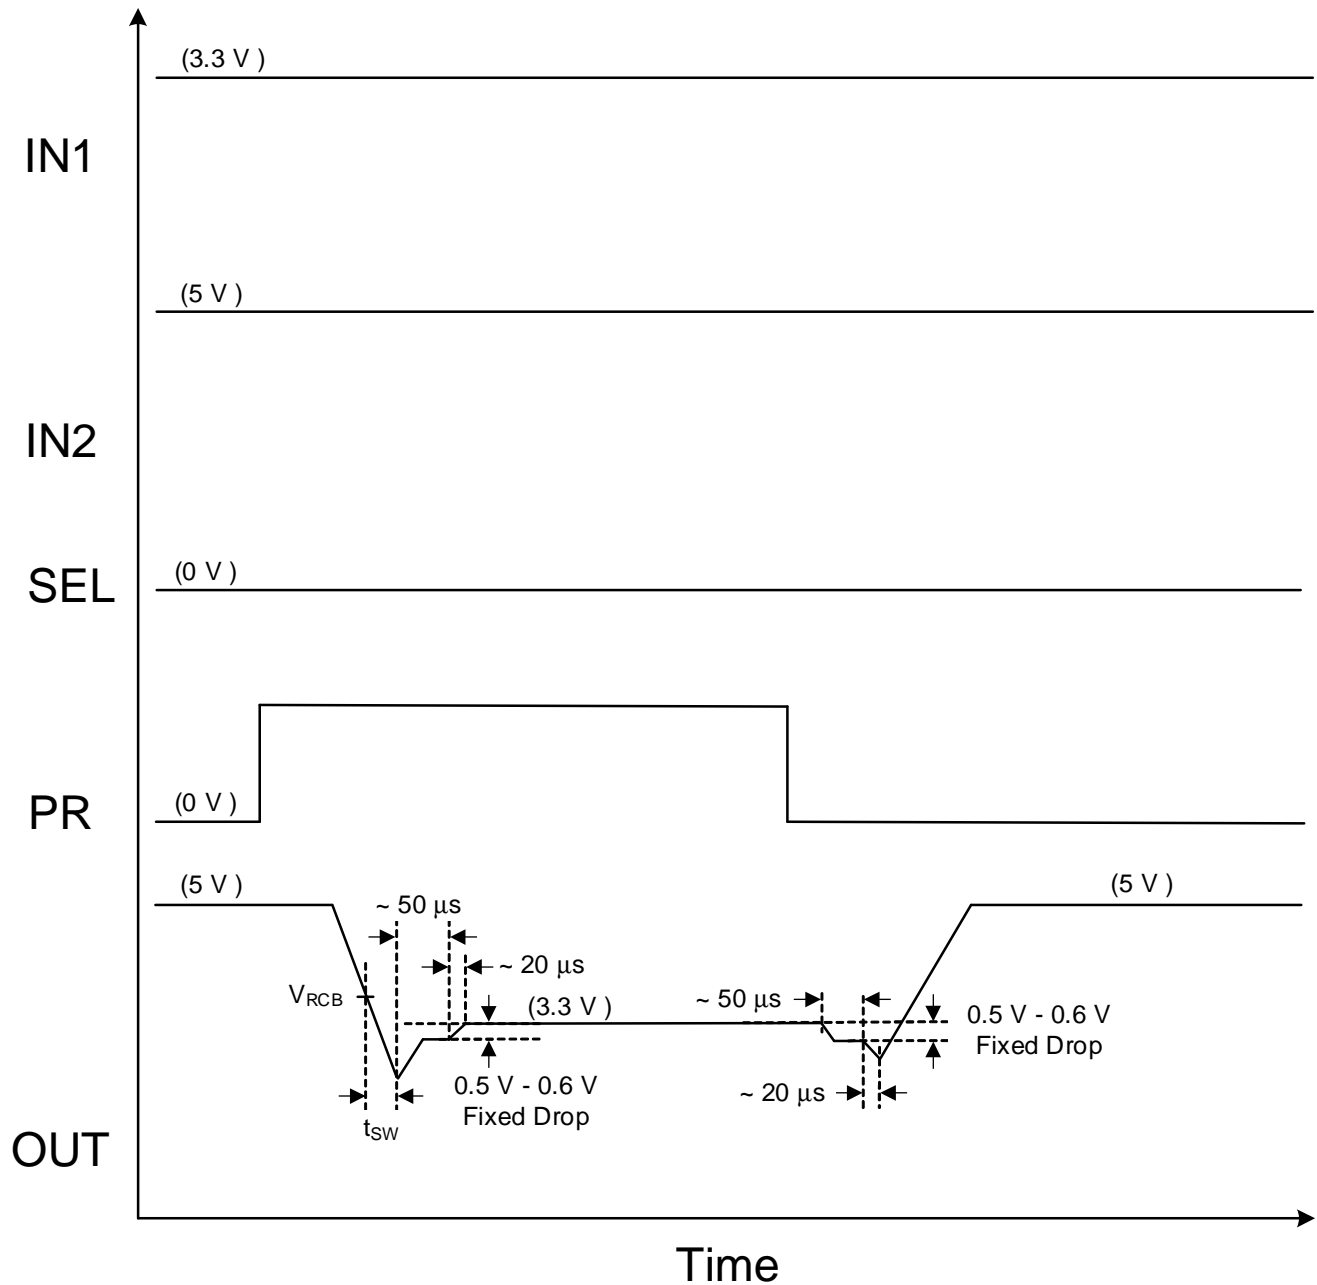 (3.3 V )
IN1
(5 V )
IN2
(0 V )
SEL
(0 V )
PR
(5 V )
(5 V )
~ 50 μs
~ 20 μs
VRCB
(3.3 V )
~ 50 μs
0.5 V - 0.6 V
Fixed Drop
0.5 V - 0.6 V
Fixed Drop
~ 20 μs
tSW
OUT
Time